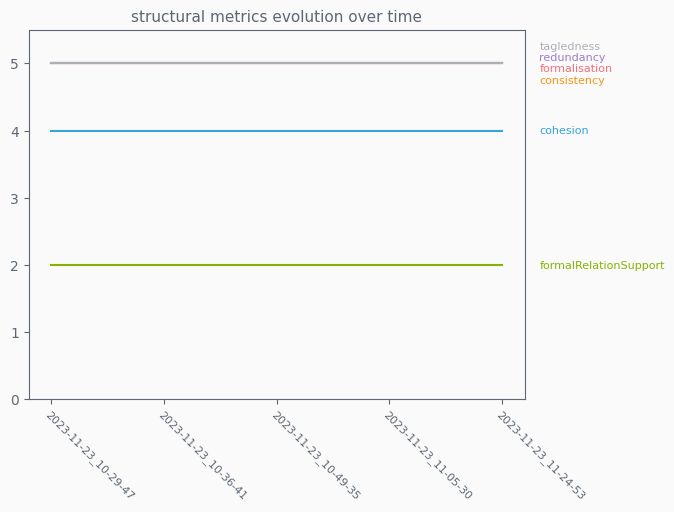 structural metrics evolution over time
tagledness
redundancy
formalisation
consistency
cohesion
formalRelationSupport
5
4
3
2
1
0
2023-11-23_10-29-47
2023-11-23_10-36-41
2023-11-23_10-49-35
2023-11-23_11-05-30
2023-11-23_11-24-53